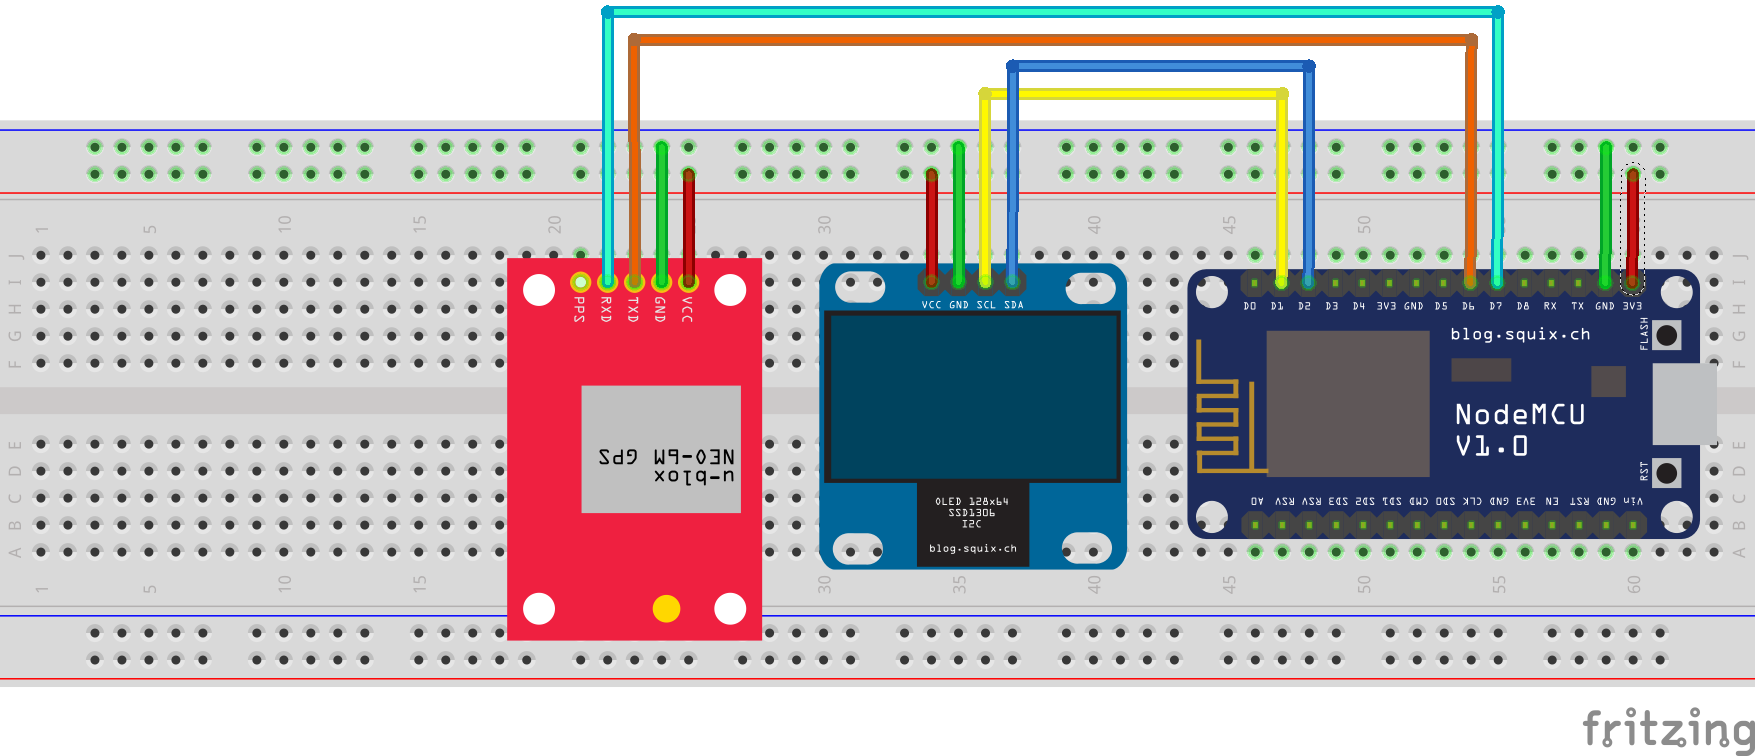 1 5 10 15 20 30 35 40 45 50 60
J J
I I
H H
G G
F F
PPS RXD TXD GND VCC
VCC GND SCL SDA
D0 D1 D2 D3 D4 3V3 GND D5 D6 D7 D8 RX TX GND 3V3
blog.squix.ch
FLASH
NodeMCU
V1.0
RST
u-blox
NEO-6M GPS
OLED 128x64
SSD1306
I2C
blog.squix.ch
A0 RSV RSV SD3 SD2 SD1 CMD SD0 CLK GND 3V3 EN RST GND Vin
E E
D D
C C
B B
A A
1 5 10 15 30 35 40 45 50 55 60
fritzing